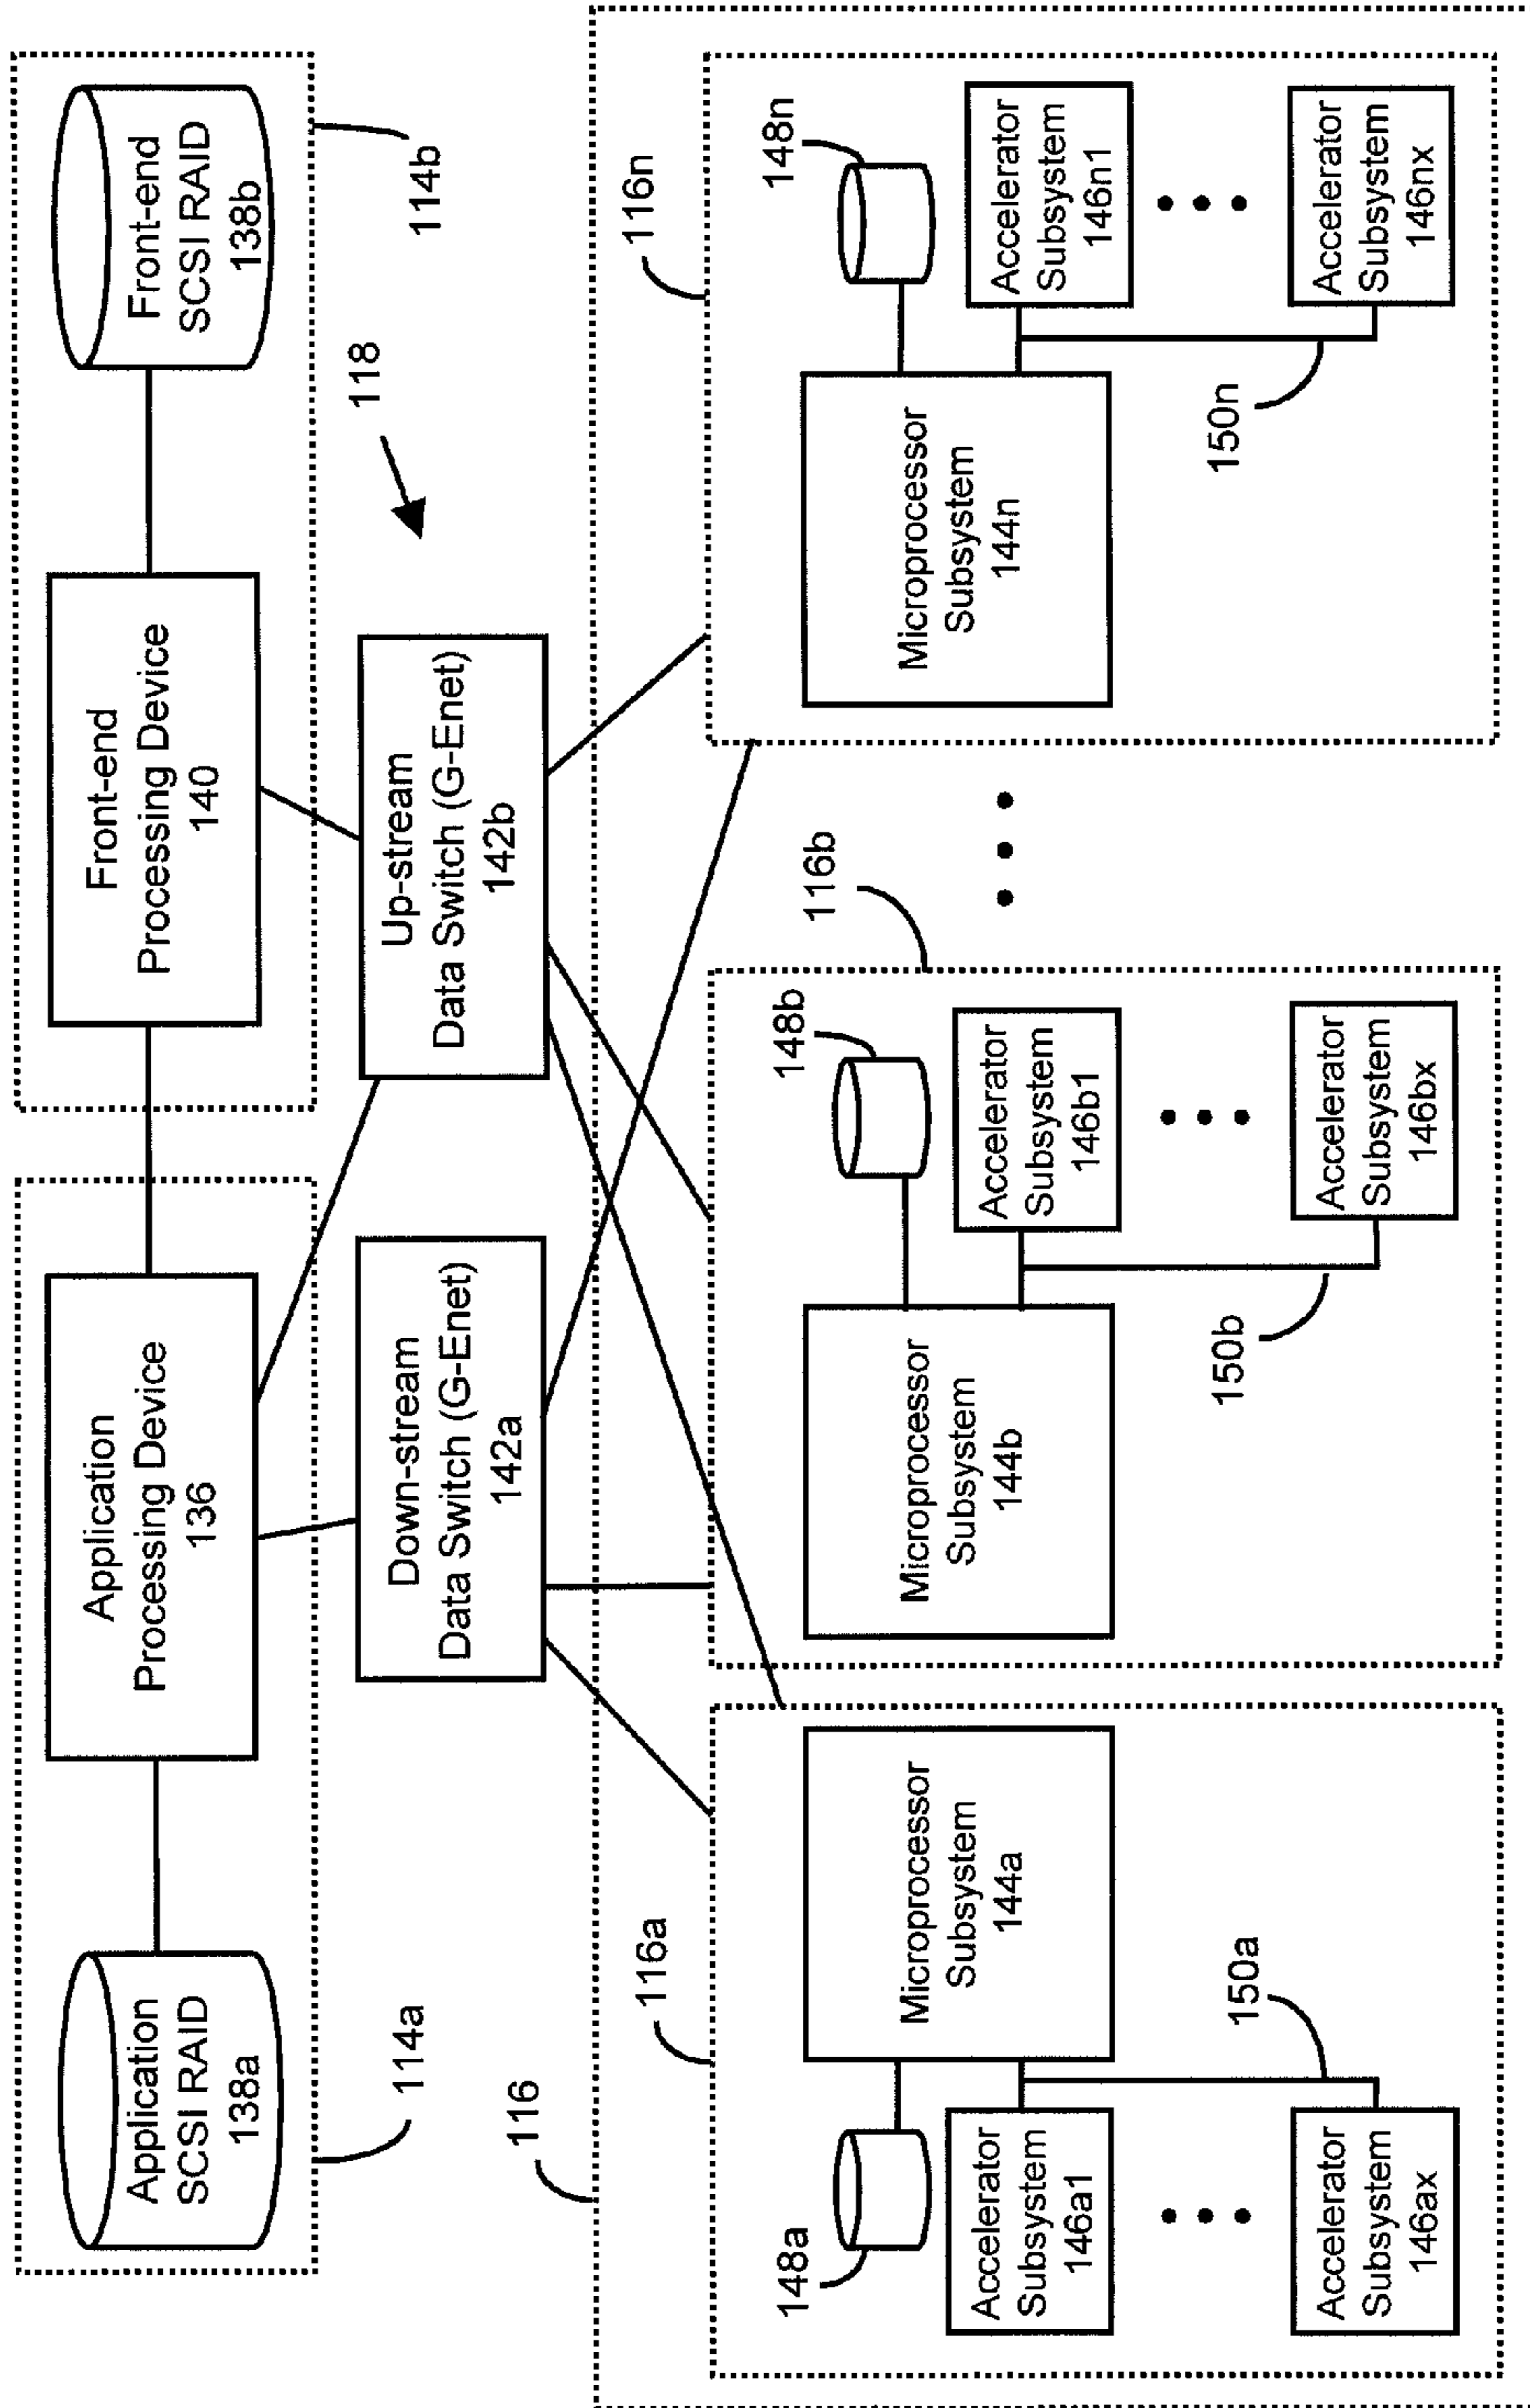 Application
SCSI RAID
138a
Application
Processing Device
136
Front-end
Processing Device
140
Front-end
SCSI RAID
138b
114a
114b
118
Down-stream
Data Switch (G-Enet)
142a
Up-stream
Data Switch (G-Enet)
142b
116
116a
116b
116n
148a
Microprocessor
Subsystem
144a
Accelerator
Subsystem
146a1
Accelerator
Subsystem
146ax
150a
Microprocessor
Subsystem
144b
148b
Accelerator
Subsystem
146b1
Accelerator
Subsystem
146bx
150b
Microprocessor
Subsystem
144n
148n
Accelerator
Subsystem
146n1
Accelerator
Subsystem
146nx
150n